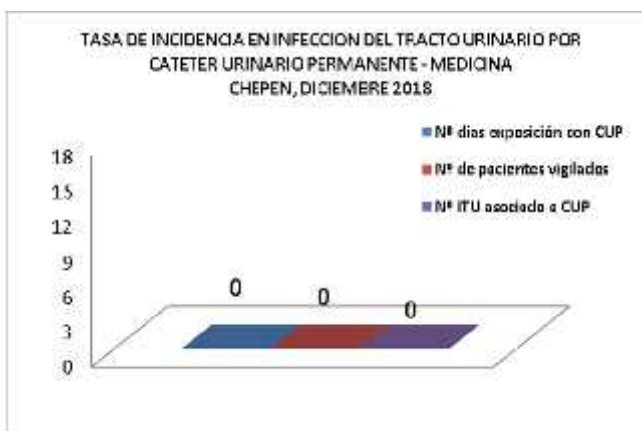 TASA DE INCIDENCIA EN INFECCION DEL TRACTO URINARIO POR
CATETER URINARIO PERMANENTE - MEDICINA
CHEPEN, DICIEMBRE 2018
Nº dias exposición con CUP
Nº de pacientes vigilados
Nº ITU asociado a CUP
18
15
12
9
6
3
0
0
0
0